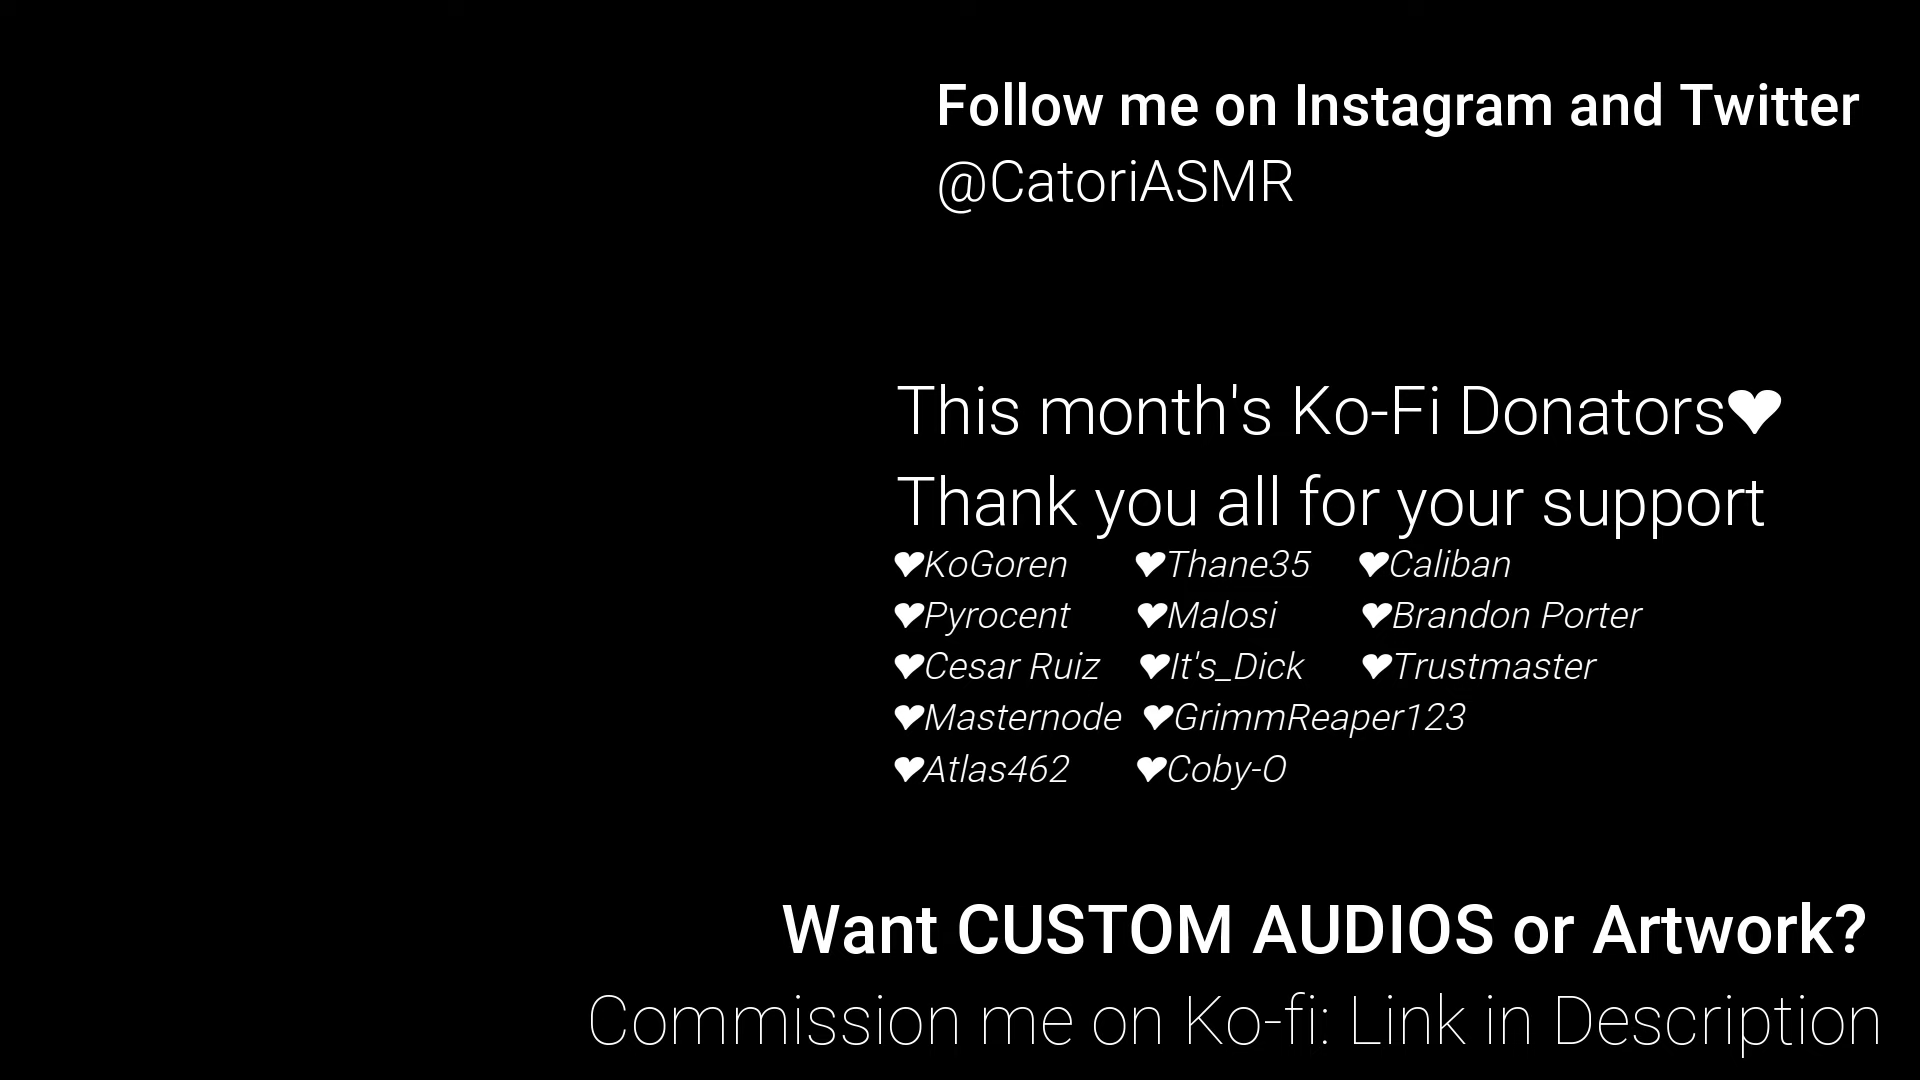 Follow me on Instagram and Twitter
@CatoriASMR
This month's Ko-Fi Donators❤
Thank you all for your support
❤KoGoren ❤Thane35 ❤Caliban
❤Pyrocent ❤Malosi ❤Brandon Porter
❤Cesar Ruiz ❤It's_Dick ❤Trustmaster
❤Masternode ❤GrimmReaper123
❤Atlas462 ❤Coby-O
Want CUSTOM AUDIOS or Artwork?
Commission me on Ko-fi: Link in Description